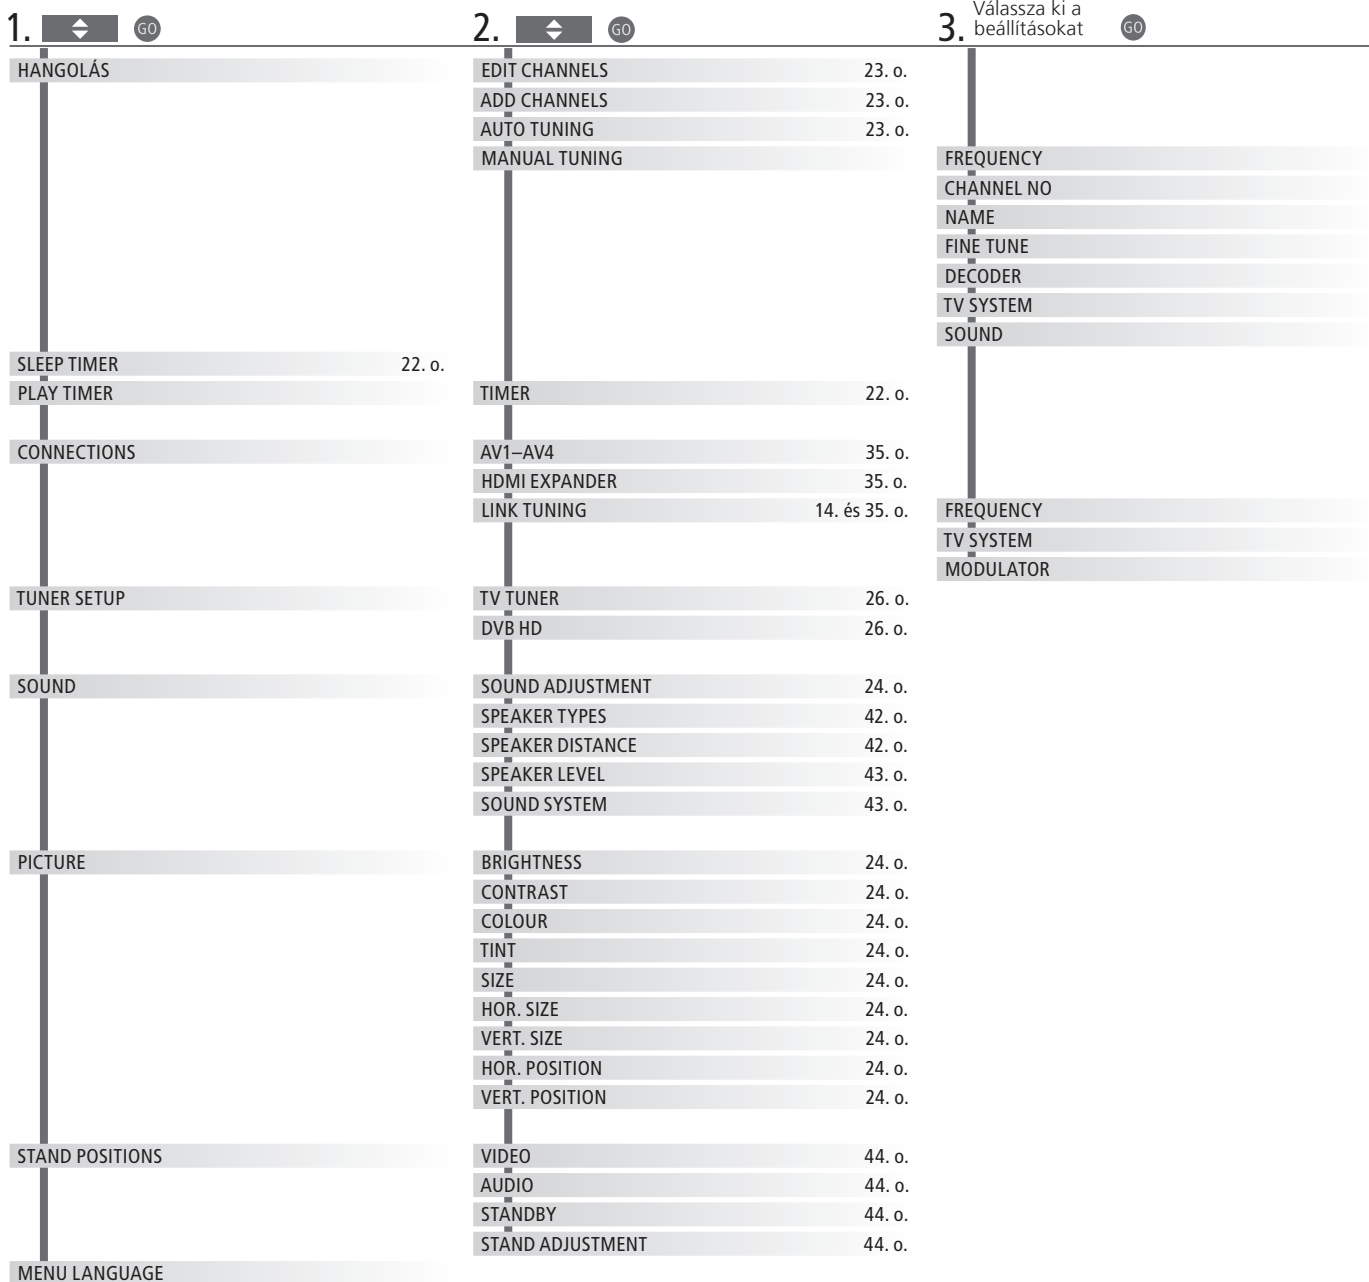 1. GO
HANGOLÁS
SLEEP TIMER 22. o.
PLAY TIMER
CONNECTIONS
TUNER SETUP
SOUND
PICTURE
STAND POSITIONS
MENU LANGUAGE
2. GO
EDIT CHANNELS 23. o.
ADD CHANNELS 23. o.
AUTO TUNING 23. o.
MANUAL TUNING
TIMER 22. o.
AV1–AV4 35. o.
HDMI EXPANDER 35. o.
LINK TUNING 14. és 35. o.
TV TUNER 26. o.
DVB HD 26. o.
SOUND ADJUSTMENT 24. o.
SPEAKER TYPES 42. o.
SPEAKER DISTANCE 42. o.
SPEAKER LEVEL 43. o.
SOUND SYSTEM 43. o.
BRIGHTNESS 24. o.
CONTRAST 24. o.
COLOUR 24. o.
TINT 24. o.
SIZE 24. o.
HOR. SIZE 24. o.
VERT. SIZE 24. o.
HOR. POSITION 24. o.
VERT. POSITION 24. o.
VIDEO 44. o.
AUDIO 44. o.
STANDBY 44. o.
STAND ADJUSTMENT 44. o.
Válassza ki a
3. beállításokat GO
FREQUENCY
CHANNEL NO
NAME
FINE TUNE
DECODER
TV SYSTEM
SOUND
FREQUENCY
TV SYSTEM
MODULATOR